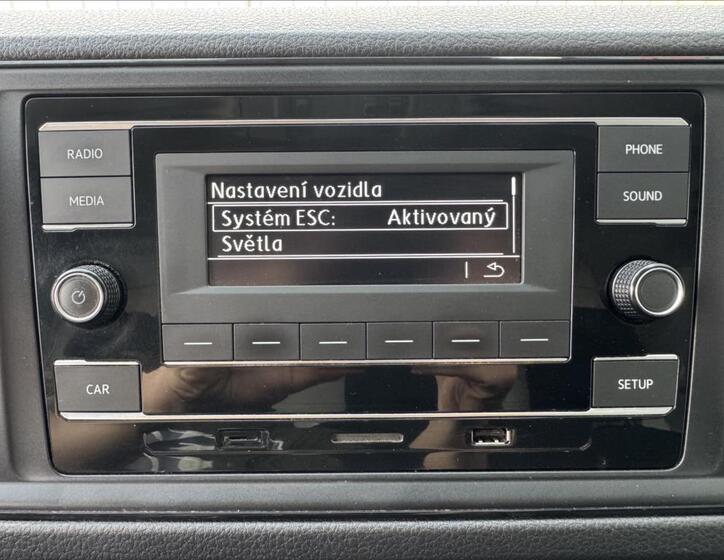 RADIO
MEDIA
PHONE
SOUND
Nastavení vozidla
Systém ESC: Aktivovaný
Světla
CAR
SETUP